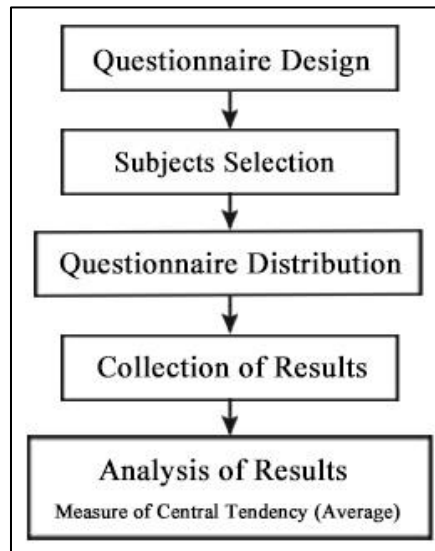 Questionnaire Design
Subjects Selection
Questionnaire Distribution
Collection of Results
Analysis of Results
Measure of Central Tendency (Average)